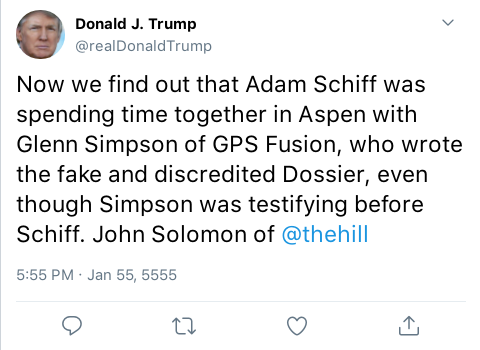 Donald J. Trump
@realDonaldTrump
Now we find out that Adam Schiff was
spending time together in Aspen with
Glenn Simpson of GPS Fusion, who wrote
the fake and discredited Dossier, even
though Simpson was testifying before
Schiff. John Solomon of @thehill
5:55 PM · Jan 55, 5555